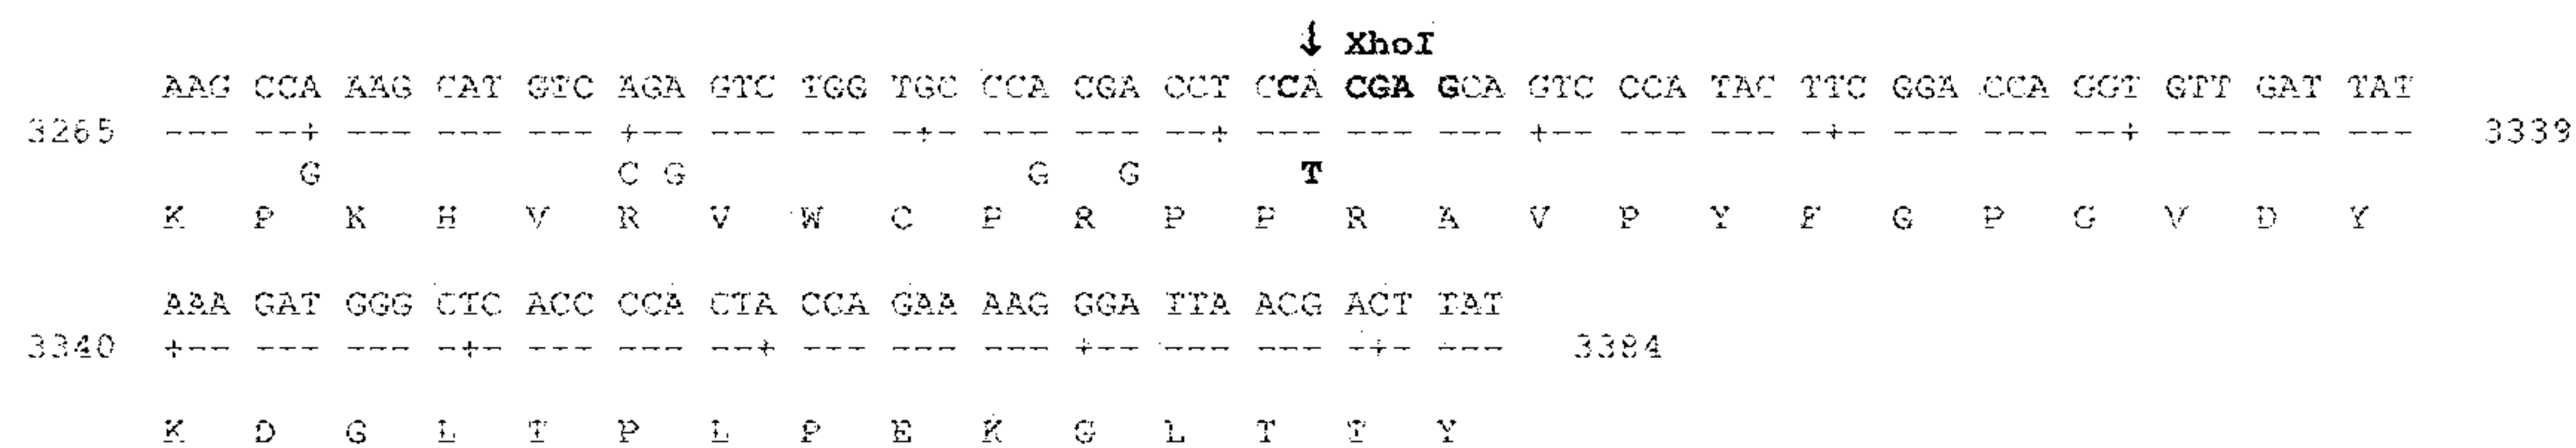 ↓ XhoI
AAG CCA AAG CAT GTC AGA GTC TGG TGC CCA CGA CCT CCA CGA GCA GTC CCA TAC TTC GGA CCA GGT GTT GAT TAT
3265 --- --+ --- --- --- +-- --- --- -+- --- --- --+ --- --- --- +-- --- --- -+- --- --- --+ --- --- --- 3339
G C G G G T
K P K H V R V W C P R P P R A V P Y F G P G V D Y
AAA GAT GGG CTC ACC CCA CTA CCA GAA AAG GGA TTA ACG ACT TAT
3340 +-- --- --- -+- --- --- --+ --- --- --- +-- --- --- -+- --- 3384
K D G L T P L P E K G L T T Y